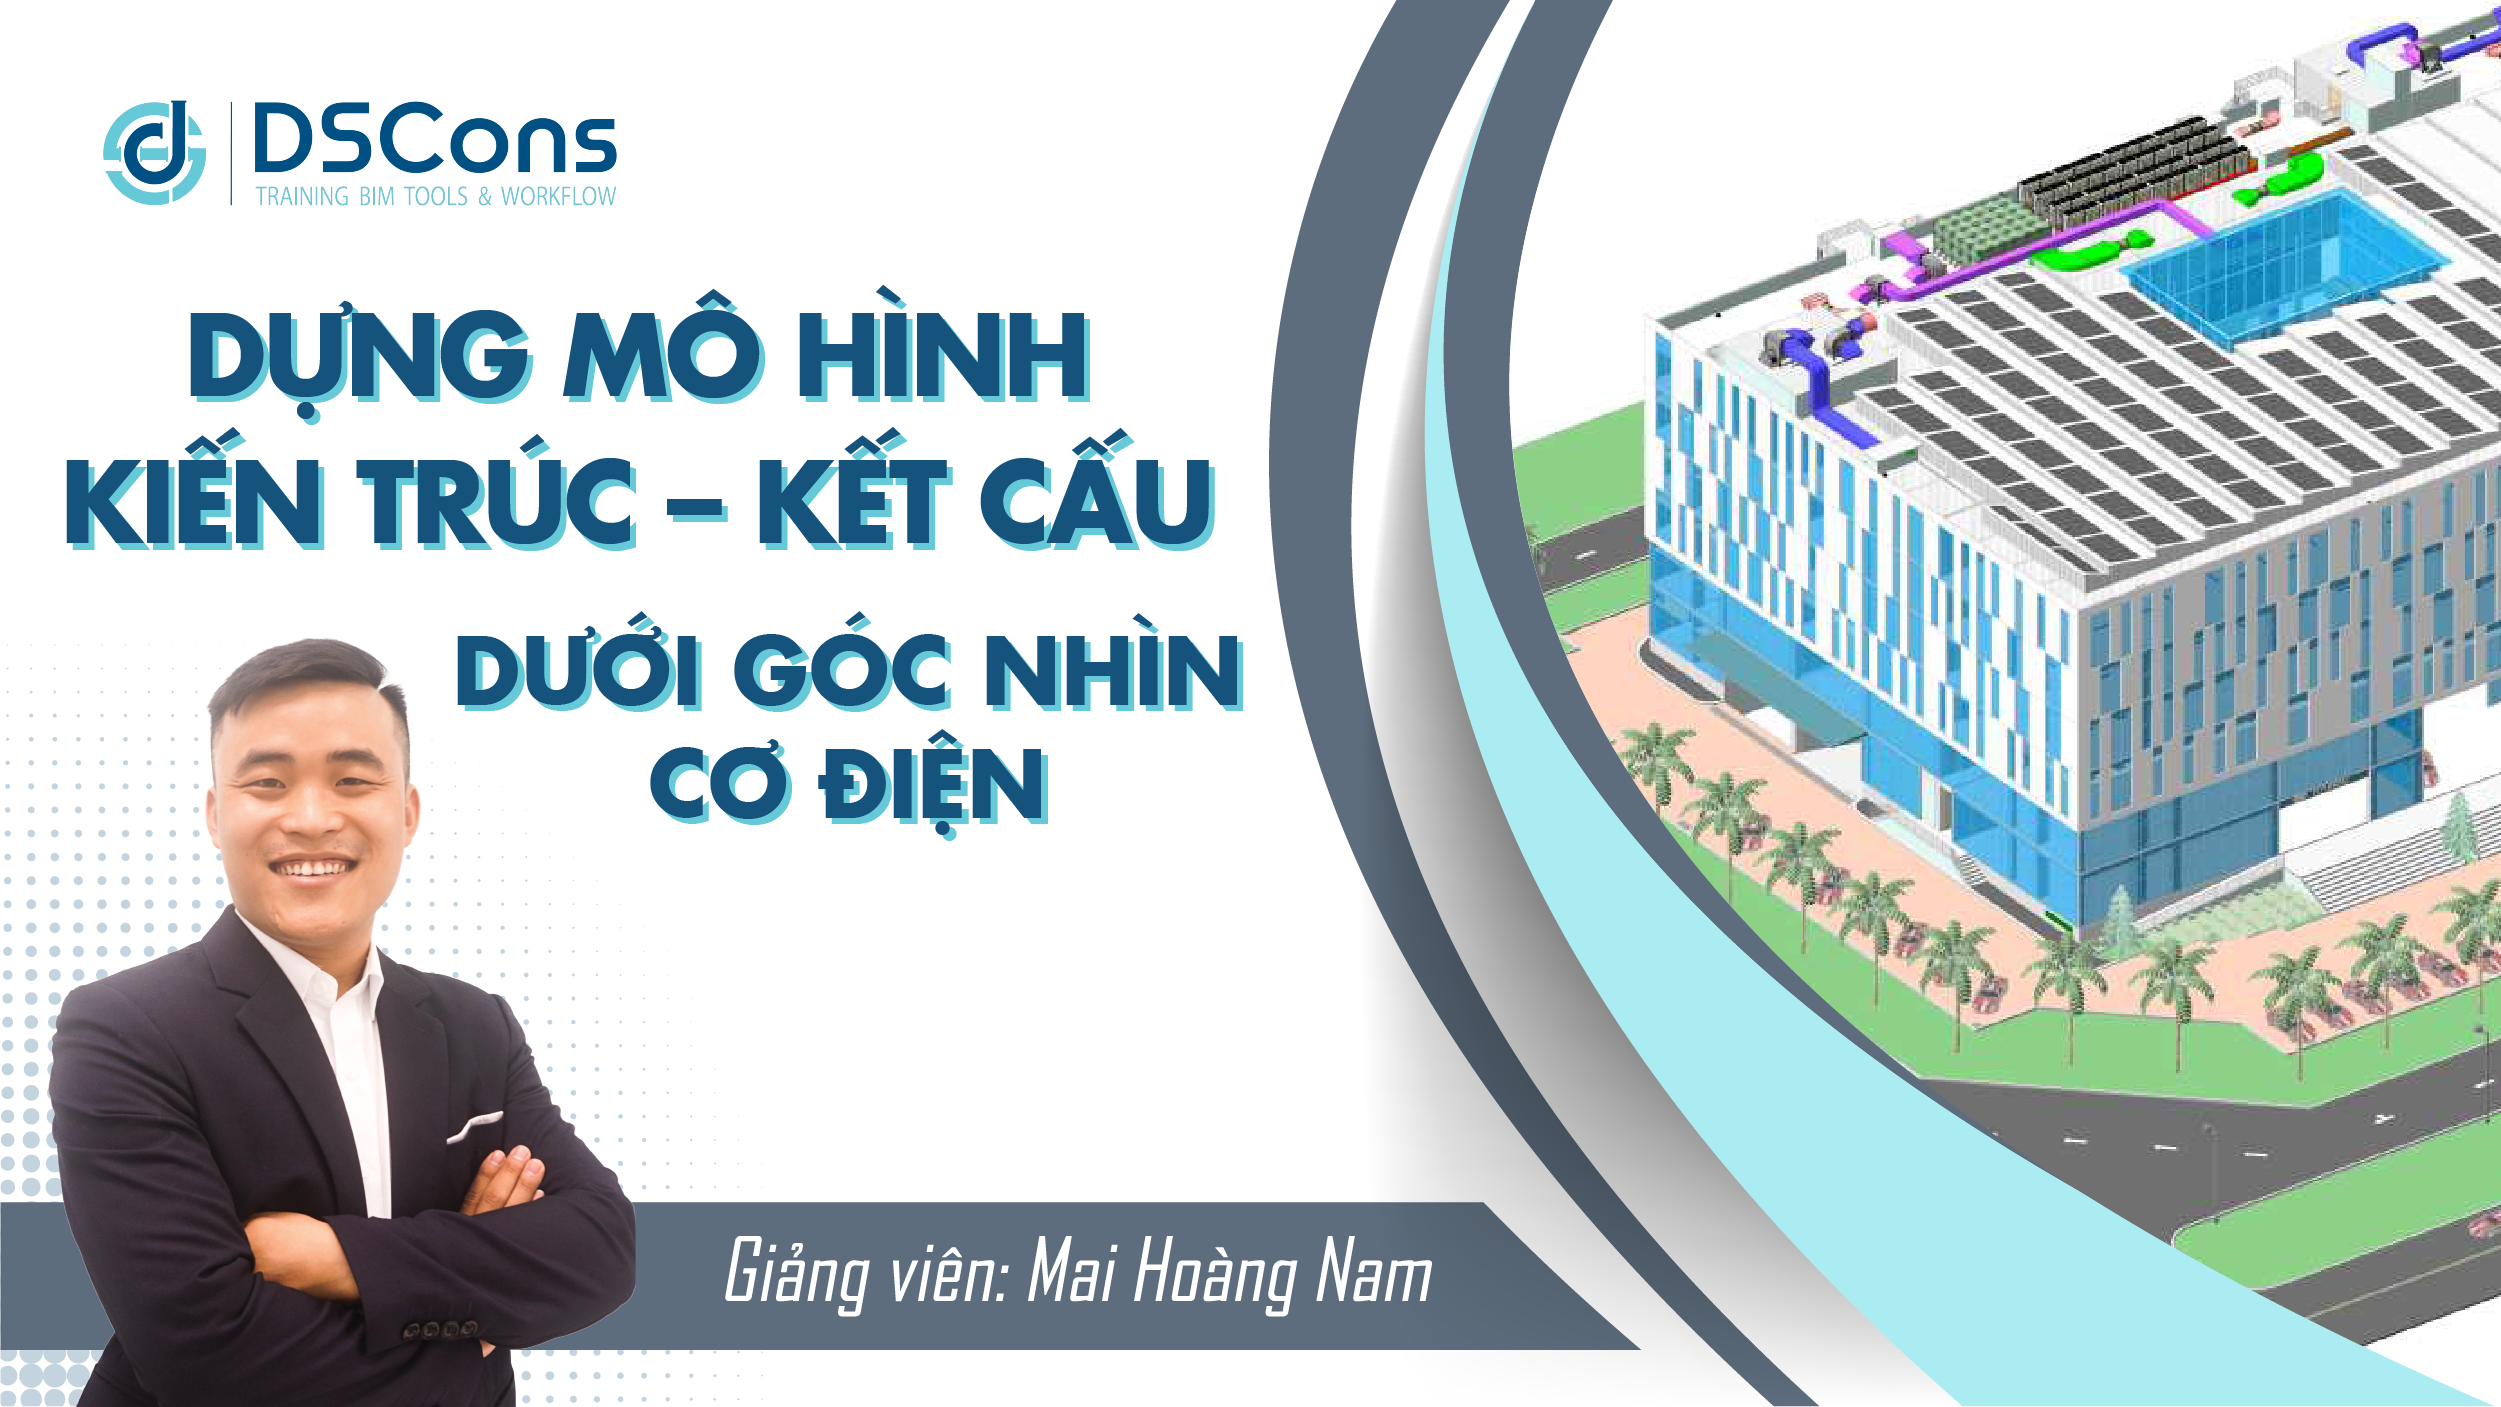 DSCons
TRAINING BIM TOOLS & WORKFLOW
DỰNG MÔ HÌNH
KIẾN TRÚC – KẾT CẤU
DƯỚI GÓC NHÌN
CƠ ĐIỆN
Giảng viên: Mai Hoàng Nam